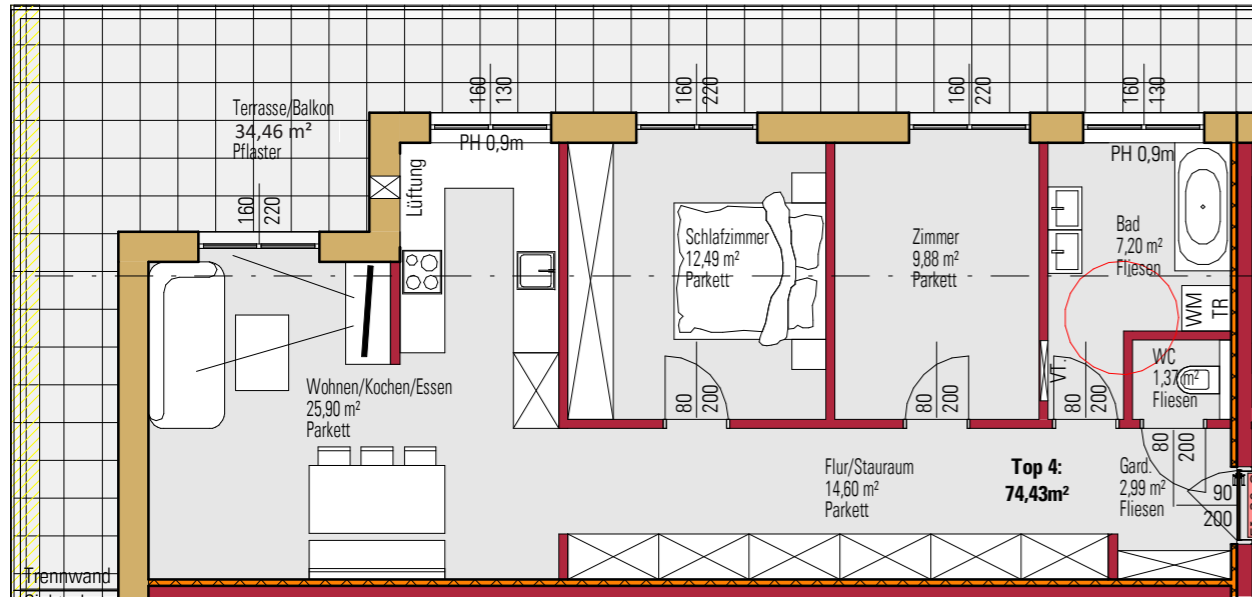 160
130
160
220
160
220
160
130
Terrasse/Balkon
34,46 m²
Pflaster
PH 0,9m
PH 0,9m
Lüftung
160
220
Schlafzimmer
12,49 m²
Parkett
Zimmer
9,88 m²
Parkett
Bad
7,20 m²
Fliesen
WM
TR
VT.
WC
1,37 m²
Fliesen
Wohnen/Kochen/Essen
25,90 m²
Parkett
80
200
80
200
80
200
80
200
Flur/Stauraum
14,60 m²
Parkett
Top 4:
74,43m²
Gard.
2,99 m²
Fliesen
90
200
Trennwand